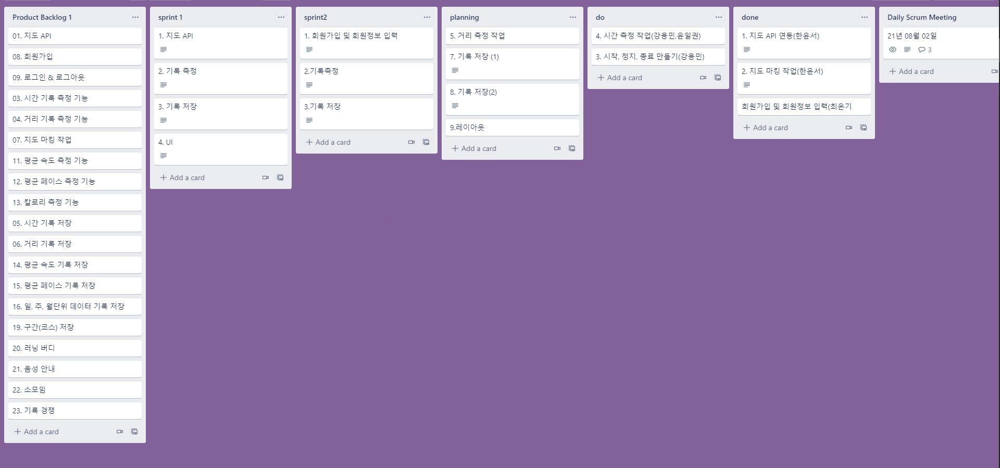 Product Backlog 1
01. 지도 API
08. 회원가입
09. 로그인 & 로그아웃
03. 시간 기록 측정 기능
04. 거리 기록 측정 기능
07. 지도 마킹 작업
11. 평균 속도 측정 기능
12. 평균 페이스 측정 기능
13. 칼로리 측정 기능
05. 시간 기록 저장
06. 거리 기록 저장
14. 평균 속도 기록 저장
15. 평균 페이스 기록 저장
16. 일, 주, 월단위 데이터 기록 저장
19. 구간(코스) 저장
20. 러닝 버디
21. 음성 안내
22. 소모임
23. 기록 경쟁
Add a card
sprint 1
1. 지도 API
2. 기록 측정
3. 기록 저장
4. UI
Add a card
sprint2
1. 회원가입 및 회원정보 입력
2.기록측정
3.기록 저장
Add a card
planning
5. 거리 측정 작업
7. 기록 저장 (1)
8. 기록 저장(2)
9.레이아웃
Add a card
do
4. 시간 측정 작업(강용민,윤일권)
3. 시작, 정지, 종료 만들기(강용민)
Add a card
done
1. 지도 API 연동(한윤서)
2. 지도 마킹 작업(한윤서)
회원가입 및 회원정보 입력(최은기
Add a card
Daily Scrum Meeting
21년 08월 02일
3
Add a card